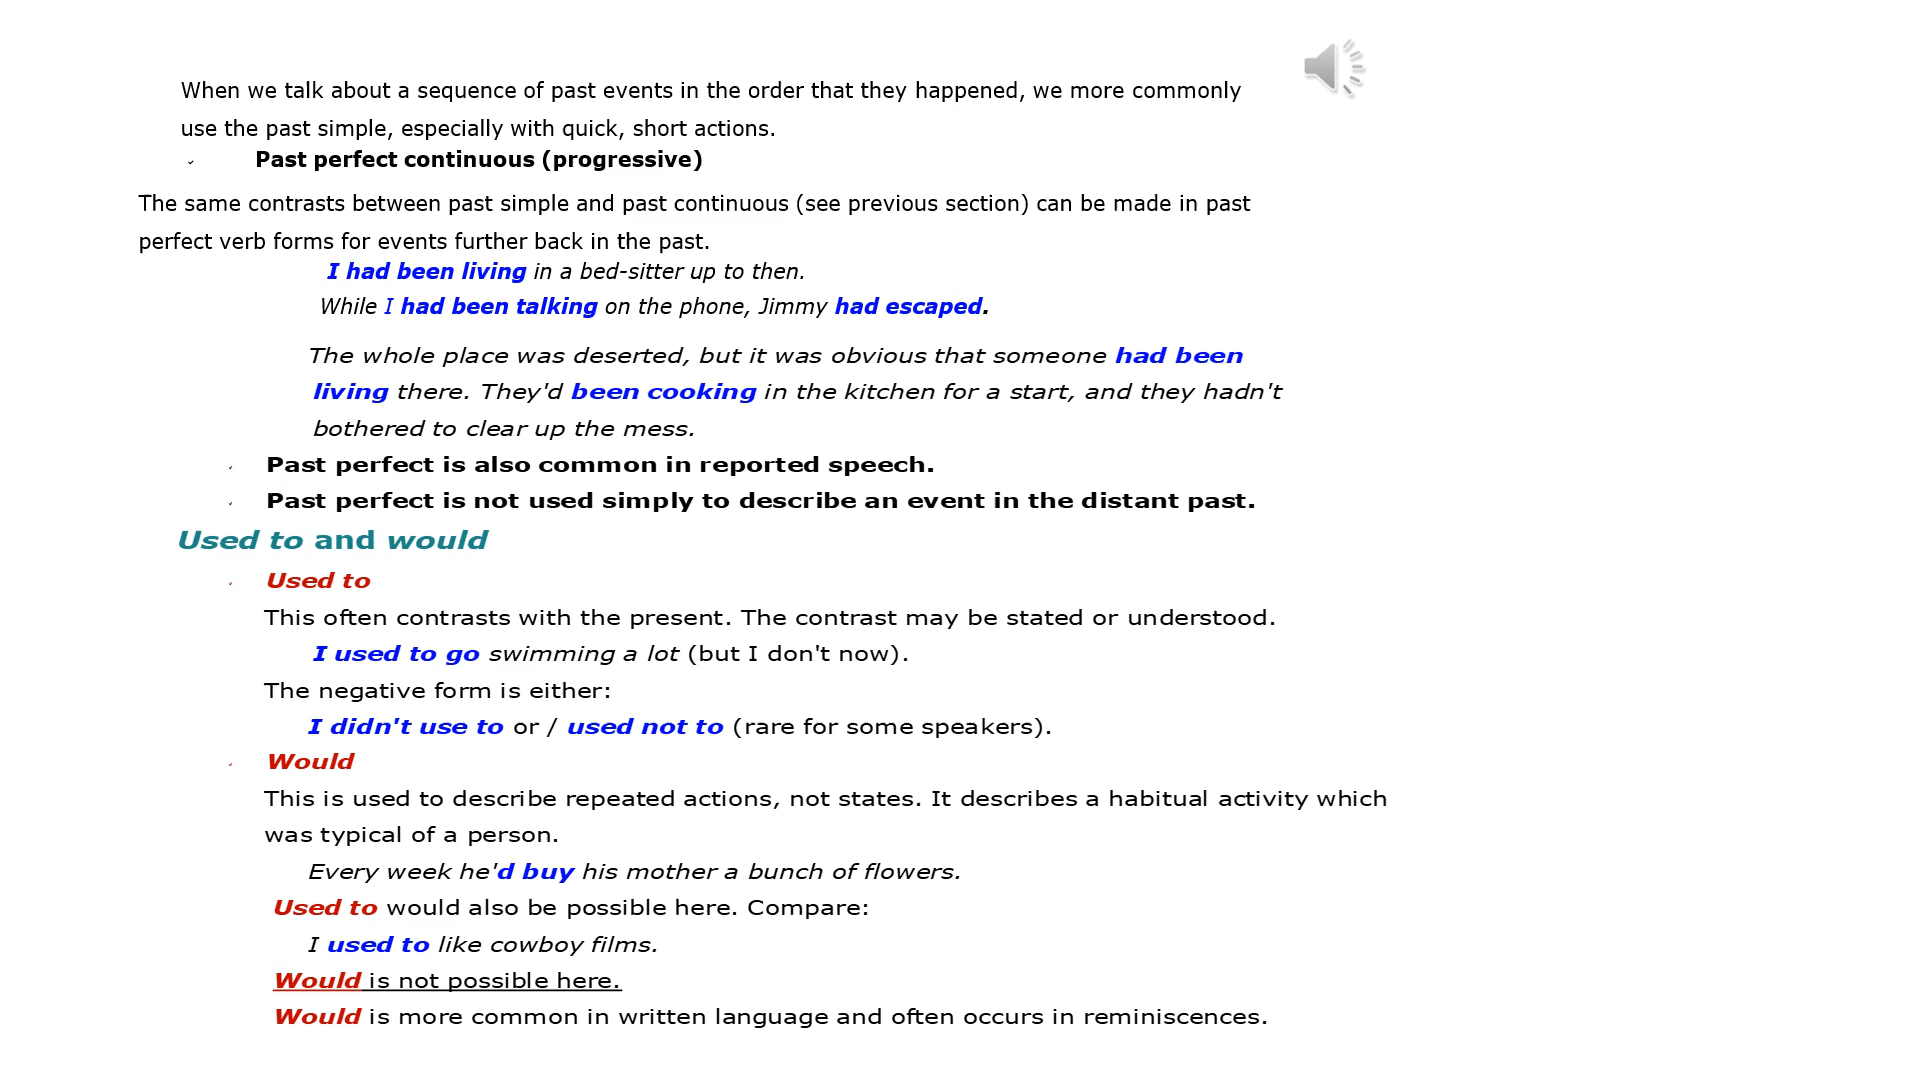 When we talk about a sequence of past events in the order that they happened, we more commonly
use the past simple, especially with quick, short actions.
✓ Past perfect continuous (progressive)
The same contrasts between past simple and past continuous (see previous section) can be made in past
perfect verb forms for events further back in the past.
I had been living in a bed-sitter up to then.
While I had been talking on the phone, Jimmy had escaped.
The whole place was deserted, but it was obvious that someone had been
living there. They'd been cooking in the kitchen for a start, and they hadn't
bothered to clear up the mess.
✓ Past perfect is also common in reported speech.
✓ Past perfect is not used simply to describe an event in the distant past.
Used to and would
✓ Used to
This often contrasts with the present. The contrast may be stated or understood.
I used to go swimming a lot (but I don't now).
The negative form is either:
I didn't use to or / used not to (rare for some speakers).
✓ Would
This is used to describe repeated actions, not states. It describes a habitual activity which
was typical of a person.
Every week he'd buy his mother a bunch of flowers.
Used to would also be possible here. Compare:
I used to like cowboy films.
Would is not possible here.
Would is more common in written language and often occurs in reminiscences.